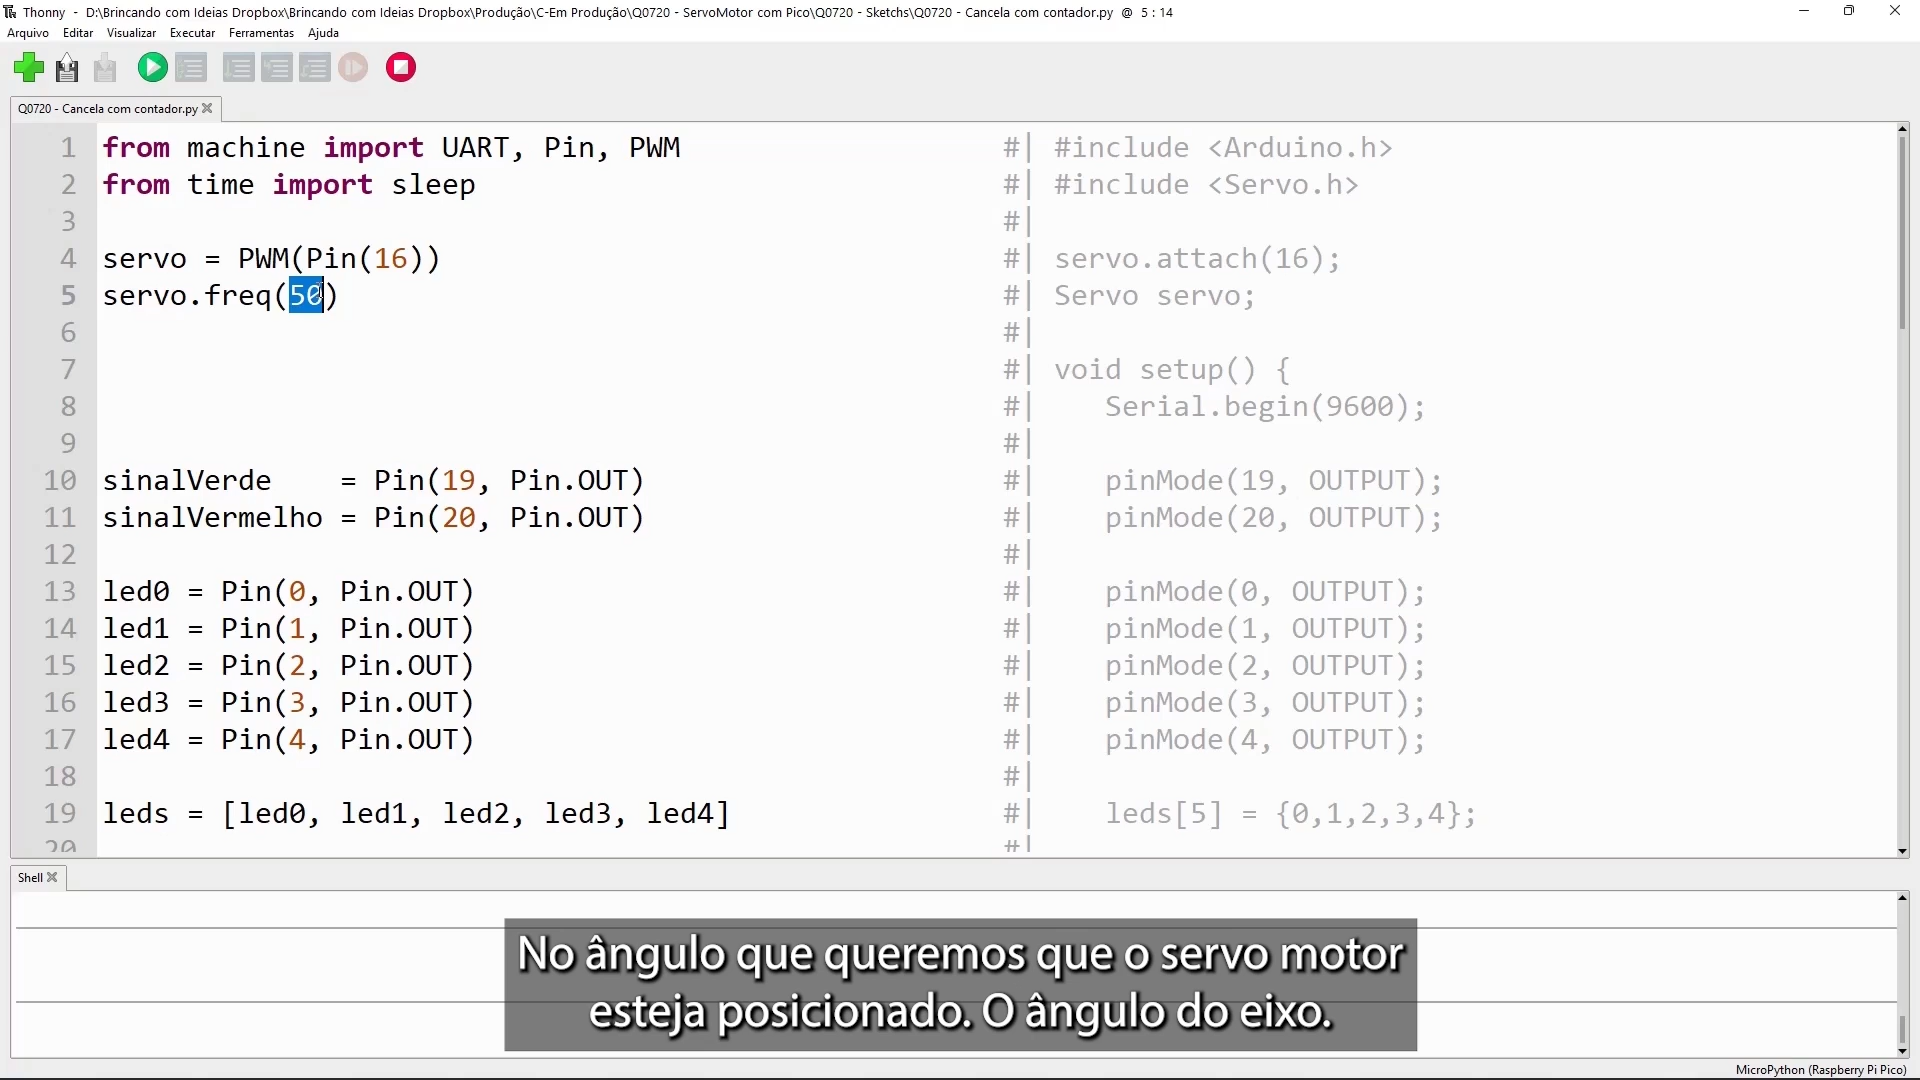 Thonny - D:\Brincando com Ideias Dropbox\Brincando com Ideias Dropbox\Produção\C-Em Produção\Q0720 - ServoMotor com Pico\Q0720 - Sketchs\Q0720 - Cancela com contador.py @ 5 : 14
Arquivo Editar Visualizar Executar Ferramentas Ajuda
Q0720 - Cancela com contador.py
1 from machine import UART, Pin, PWM #| #include <Arduino.h>
2 from time import sleep #| #include <Servo.h>
3 #|
4 servo = PWM(Pin(16)) #| servo.attach(16);
5 servo.freq(50) #| Servo servo;
6 #|
7 #| void setup() {
8 #| Serial.begin(9600);
9 #|
10 sinalVerde = Pin(19, Pin.OUT) #| pinMode(19, OUTPUT);
11 sinalVermelho = Pin(20, Pin.OUT) #| pinMode(20, OUTPUT);
12 #|
13 led0 = Pin(0, Pin.OUT) #| pinMode(0, OUTPUT);
14 led1 = Pin(1, Pin.OUT) #| pinMode(1, OUTPUT);
15 led2 = Pin(2, Pin.OUT) #| pinMode(2, OUTPUT);
16 led3 = Pin(3, Pin.OUT) #| pinMode(3, OUTPUT);
17 led4 = Pin(4, Pin.OUT) #| pinMode(4, OUTPUT);
18 #|
19 leds = [led0, led1, led2, led3, led4] #| leds[5] = {0,1,2,3,4};
20 #|
Shell
No ângulo que queremos que o servo motor
esteja posicionado. O ângulo do eixo.
MicroPython (Raspberry Pi Pico)